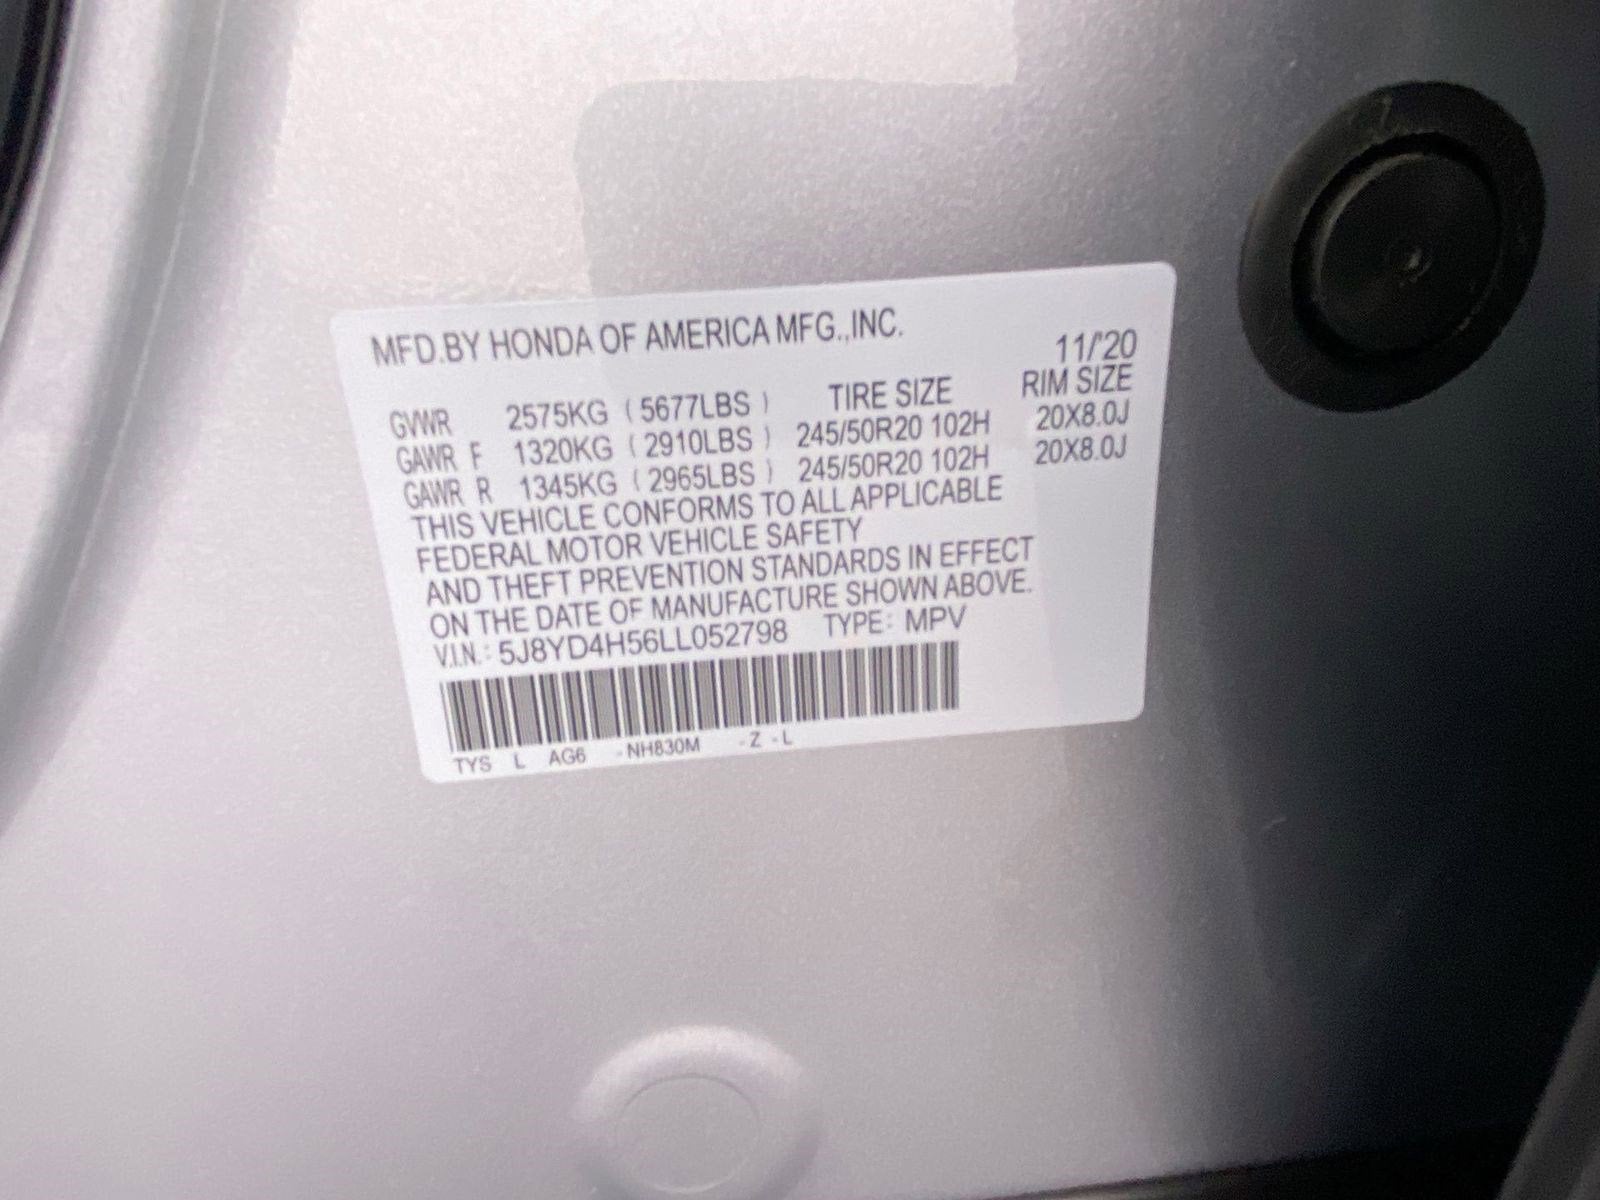 MFD.BY HONDA OF AMERICA MFG.,INC.
11/'20
GVWR 2575KG ( 5677LBS ) TIRE SIZE RIM SIZE
GAWR F 1320KG ( 2910LBS ) 245/50R20 102H 20X8.0J
GAWR R 1345KG ( 2965LBS ) 245/50R20 102H 20X8.0J
THIS VEHICLE CONFORMS TO ALL APPLICABLE
FEDERAL MOTOR VEHICLE SAFETY
AND THEFT PREVENTION STANDARDS IN EFFECT
ON THE DATE OF MANUFACTURE SHOWN ABOVE.
V.I.N.: 5J8YD4H56LL052798 TYPE: MPV
TYS L AG6 -NH830M -Z -L